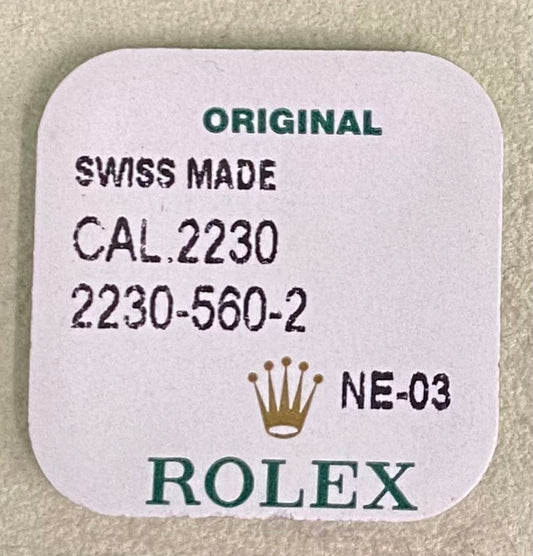 ORIGINAL
SWISS MADE
CAL.2230
2230-560-2
NE-03
ROLEX